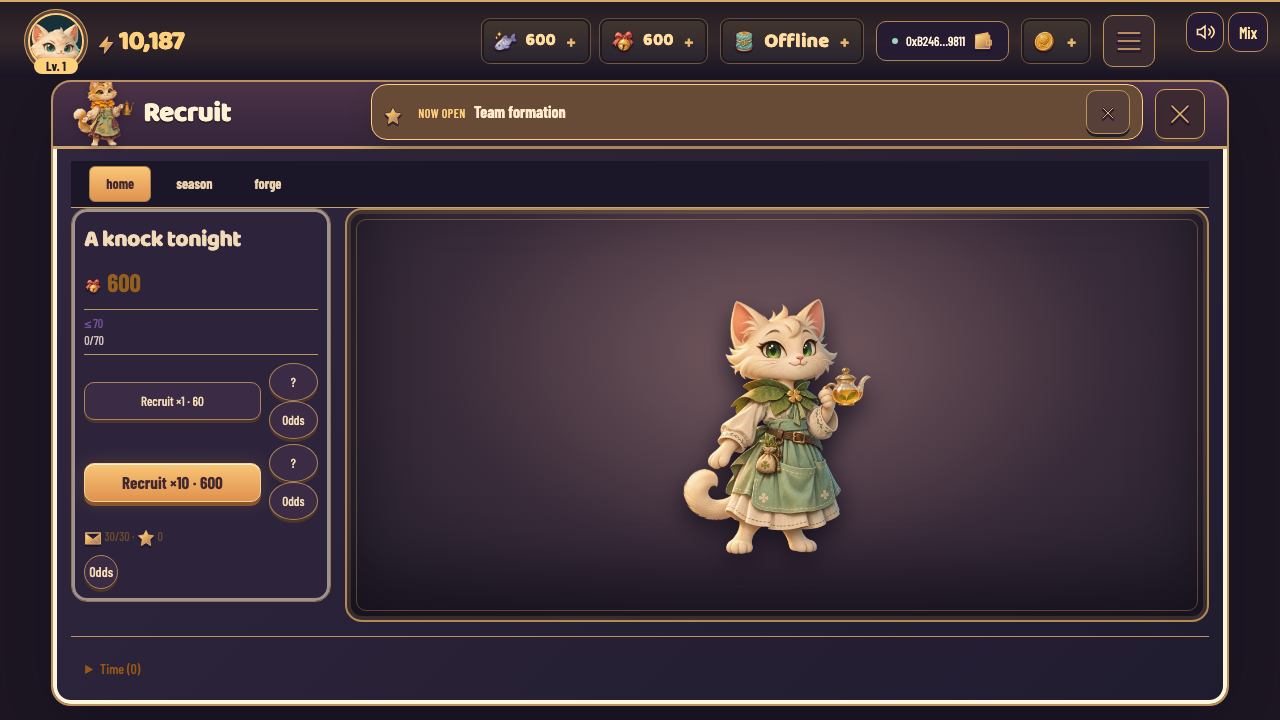 Lv. 1
10,187
600 +
600 +
Offline +
0xB246...9811
+
Mix
Recruit
NOW OPEN Team formation
home
season
forge
A knock tonight
600
≤ 70
0/70
Recruit ×1 · 60
?
Odds
Recruit ×10 · 600
?
Odds
30/30 · 0
Odds
Time (0)